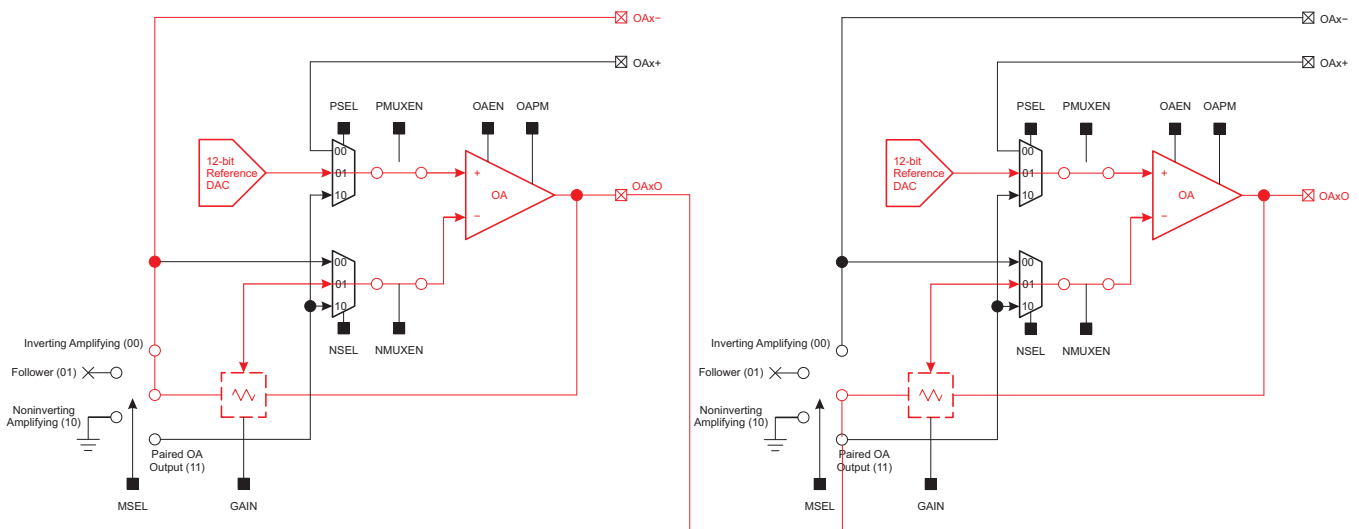 OAx−
OAx+
PSEL
PMUXEN
OAEN
OAPM
12-bit
Reference
DAC
00
01
10
+
OA
−
OAxO
00
01
10
NSEL
NMUXEN
Inverting Amplifying (00)
Follower (01)
Noninverting
Amplifying (10)
Paired OA
Output (11)
MSEL
GAIN
OAx−
OAx+
PSEL
PMUXEN
OAEN
OAPM
12-bit
Reference
DAC
00
01
10
+
OA
−
OAxO
00
01
10
NSEL
NMUXEN
Inverting Amplifying (00)
Follower (01)
Noninverting
Amplifying (10)
Paired OA
Output (11)
MSEL
GAIN